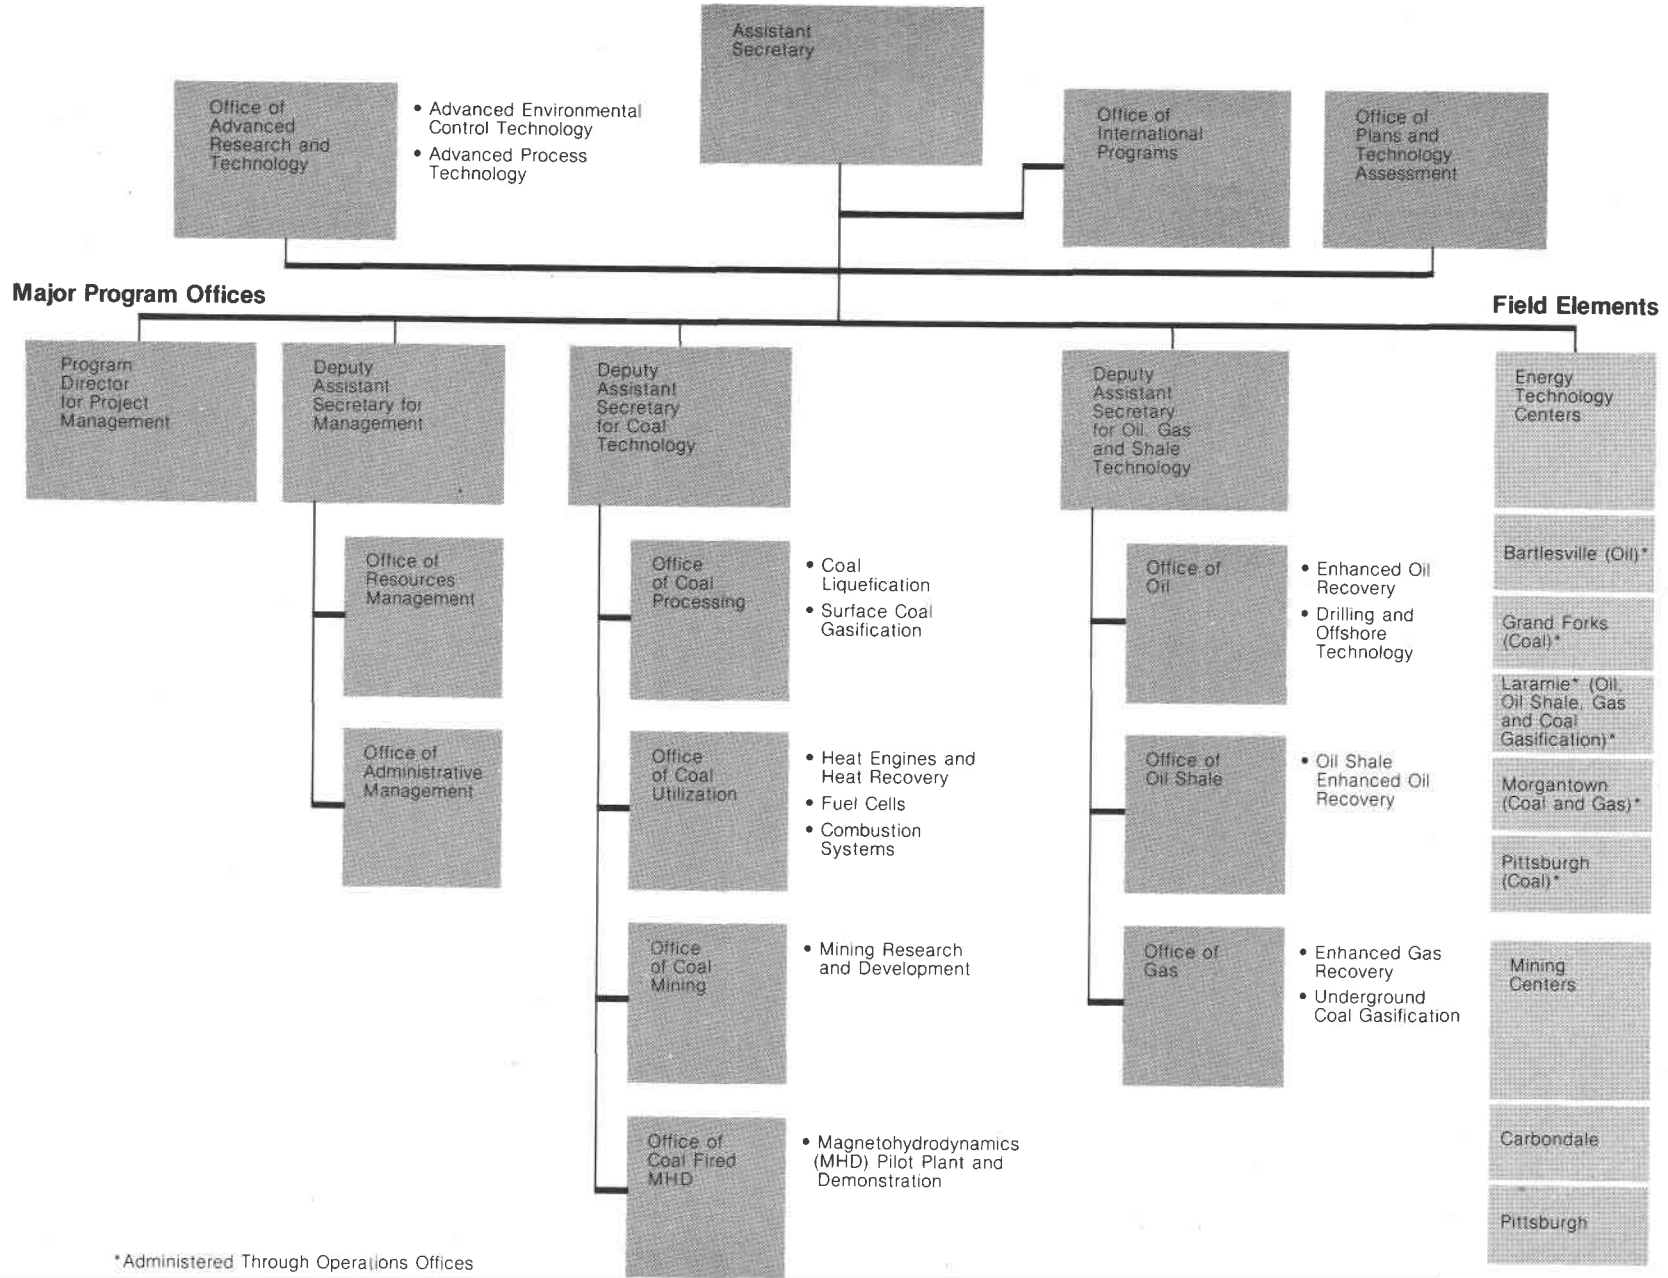 Assistant
Secretary
Office of
Advanced
Research and
Technology
• Advanced Environmental
Control Technology
• Advanced Process
Technology
Office of
International
Programs
Office of
Plans and
Technology
Assessment
Major Program Offices
Field Elements
Program
Director
for Project
Management
Deputy
Assistant
Secretary for
Management
Office of
Resources
Management
Office of
Administrative
Management
Deputy
Assistant
Secretary
for Coal
Technology
Office
of Coal
Processing
• Coal
Liquefication
• Surface Coal
Gasification
Office
of Coal
Utilization
• Heat Engines and
Heat Recovery
• Fuel Cells
• Combustion
Systems
Office
of Coal
Mining
• Mining Research
and Development
Office of
Coal Fired
MHD
• Magnetohydrodynamics
(MHD) Pilot Plant and
Demonstration
Deputy
Assistant
Secretary
for Oil, Gas
and Shale
Technology
Office of
Oil
• Enhanced Oil
Recovery
• Drilling and
Offshore
Technology
Office of
Oil Shale
• Oil Shale
Enhanced Oil
Recovery
Office of
Gas
• Enhanced Gas
Recovery
• Underground
Coal Gasification
Energy
Technology
Centers
Bartlesville (Oil)*
Grand Forks
(Coal)*
Laramie* (Oil,
Oil Shale, Gas
and Coal
Gasification)*
Morgantown
(Coal and Gas)*
Pittsburgh
(Coal)*
Mining
Centers
Carbondale
Pittsburgh
*Administered Through Operations Offices